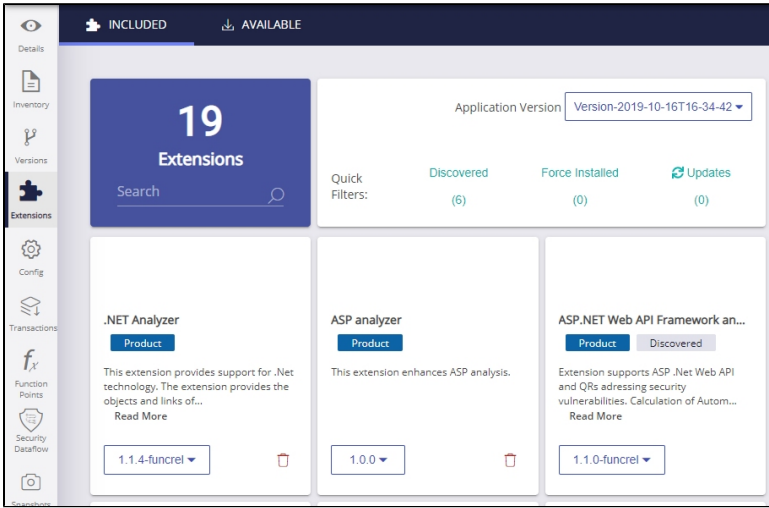 INCLUDED
AVAILABLE
Details
Inventory
Versions
Extensions
Config
Transactions
Function
Points
Security
Dataflow
Snapshots
19
Extensions
Search
Application Version
Version-2019-10-16T16-34-42
Quick
Filters:
Discovered
(6)
Force Installed
(0)
Updates
(0)
.NET Analyzer
Product
This extension provides support for .Net
technology. The extension provides the
objects and links of...
Read More
1.1.4-funcrel
ASP analyzer
Product
This extension enhances ASP analysis.
1.0.0
ASP.NET Web API Framework an...
Product
Discovered
Extension supports ASP .Net Web API
and QRs adressing security
vulnerabilities. Calculation of Autom...
Read More
1.1.0-funcrel